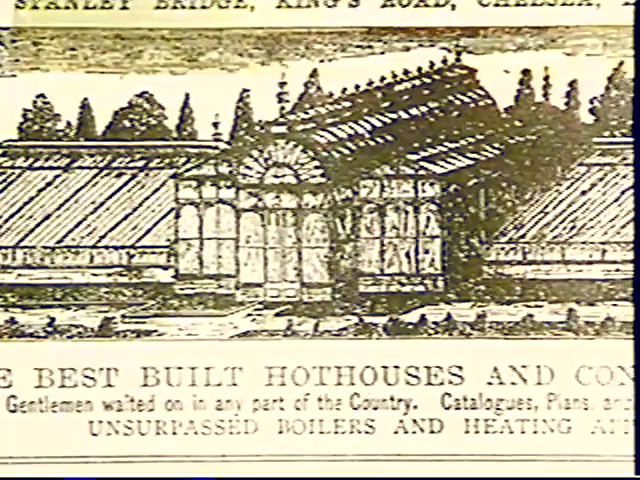 STANLEY BRIDGE, KING'S ROAD, CHELSEA,
E BEST BUILT HOTHOUSES AND CON
Gentlemen waited on in any part of the Country. Catalogues, Plans, and
UNSURPASSED BOILERS AND HEATING